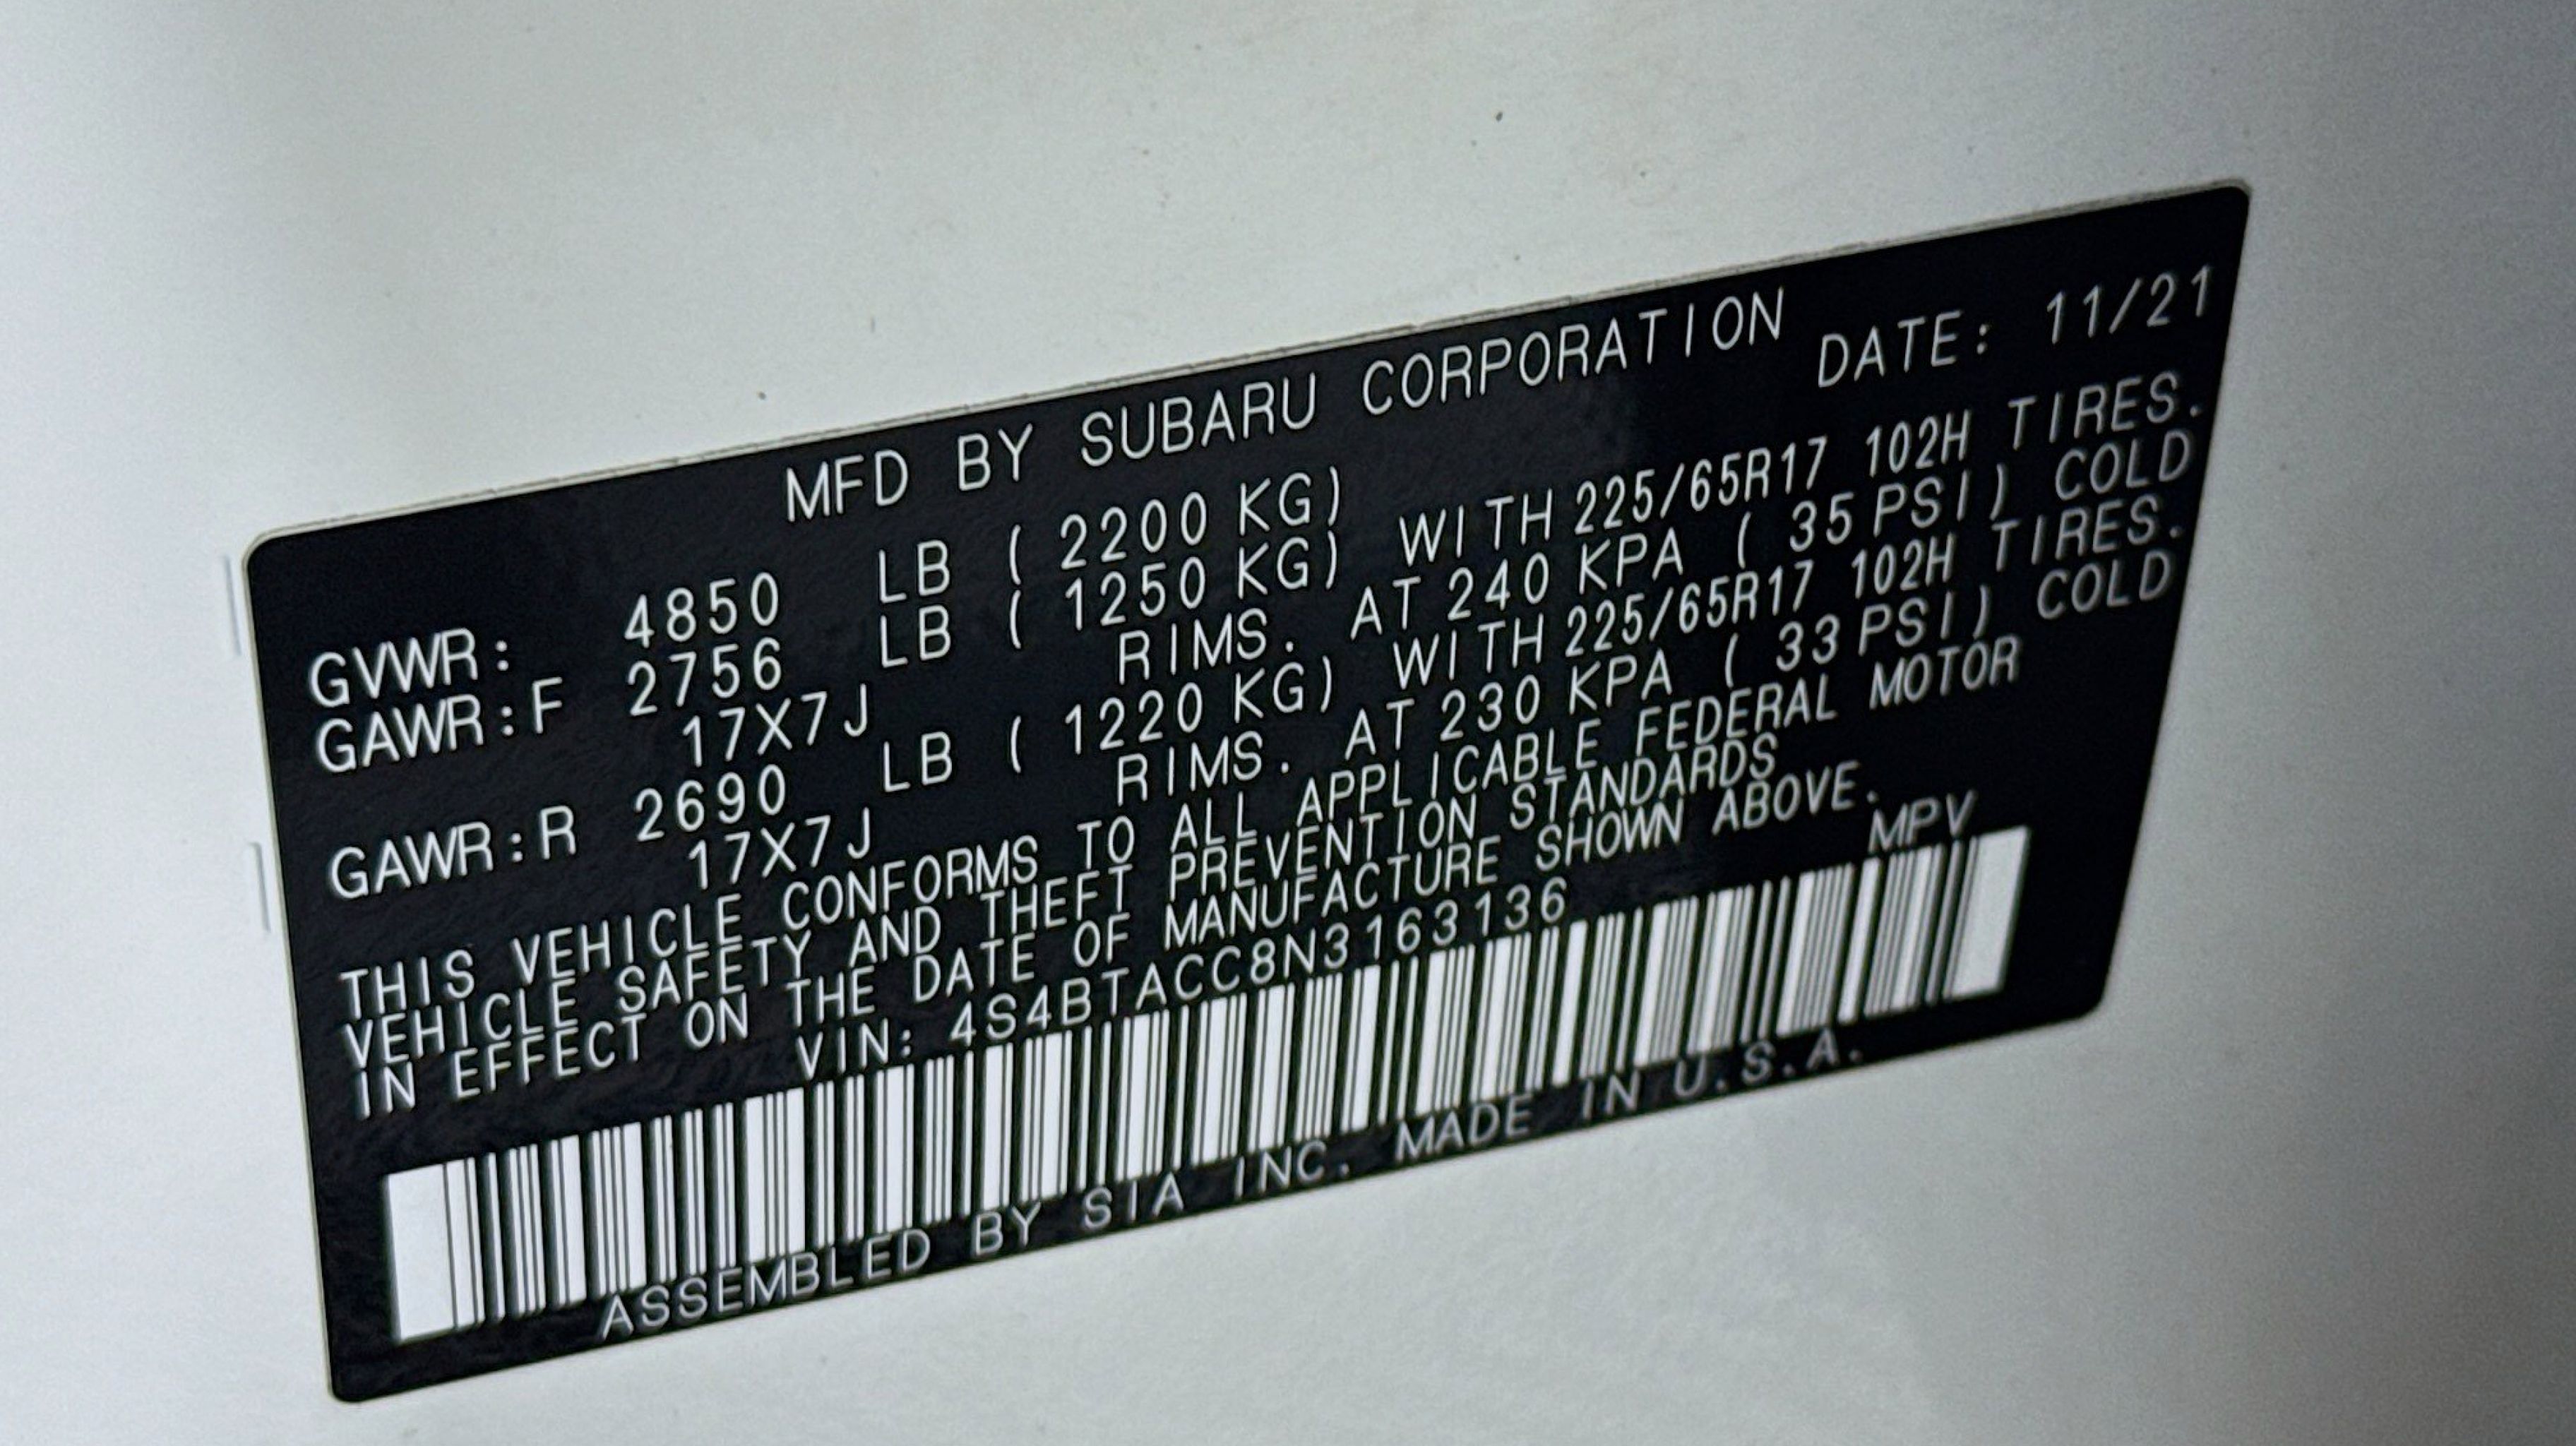 MFD BY SUBARU CORPORATION
DATE: 11/21
GVWR: 4850 LB ( 2200 KG)
GAWR:F 2756 LB ( 1250 KG) WITH 225/65R17 102H TIRES.
17X7J RIMS. AT 240 KPA ( 35 PSI) COLD
GAWR:R 2690 LB ( 1220 KG) WITH 225/65R17 102H TIRES.
17X7J RIMS. AT 230 KPA ( 33 PSI) COLD
THIS VEHICLE CONFORMS TO ALL APPLICABLE FEDERAL MOTOR
VEHICLE SAFETY AND THEFT PREVENTION STANDARDS
IN EFFECT ON THE DATE OF MANUFACTURE SHOWN ABOVE.
VIN: 4S4BTACC8N3163136 MPV
ASSEMBLED BY SIA INC. MADE IN U.S.A.